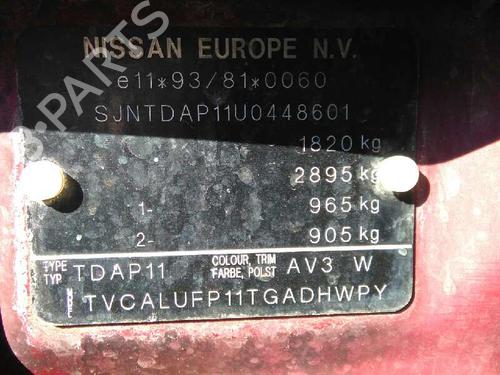 NISSAN EUROPE N.V.
e11*93/81*0060
SJNTDAP11U0448601
1820 kg
2895 kg
1- 965 kg
2- 905 kg
TYPE TYP TDAP11 COLOUR, TRIM FARBE, POLST AV3 W
TVCALUFP11TGADHWPY
B-PARTS